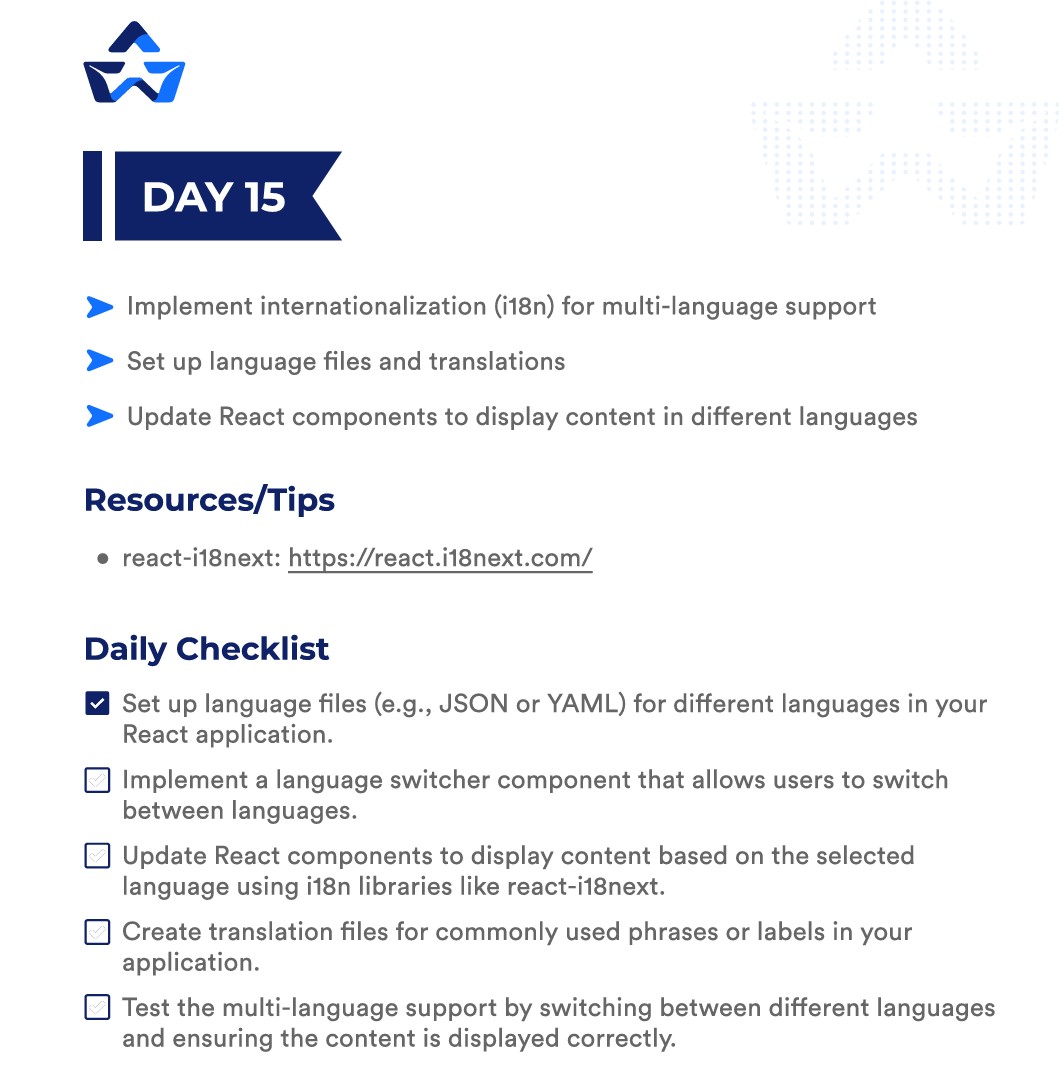 DAY 15
Implement internationalization (i18n) for multi-language support
Set up language files and translations
Update React components to display content in different languages
Resources/Tips
react-i18next: https://react.i18next.com/
Daily Checklist
Set up language files (e.g., JSON or YAML) for different languages in your
React application.
Implement a language switcher component that allows users to switch
between languages.
Update React components to display content based on the selected
language using i18n libraries like react-i18next.
Create translation files for commonly used phrases or labels in your
application.
Test the multi-language support by switching between different languages
and ensuring the content is displayed correctly.